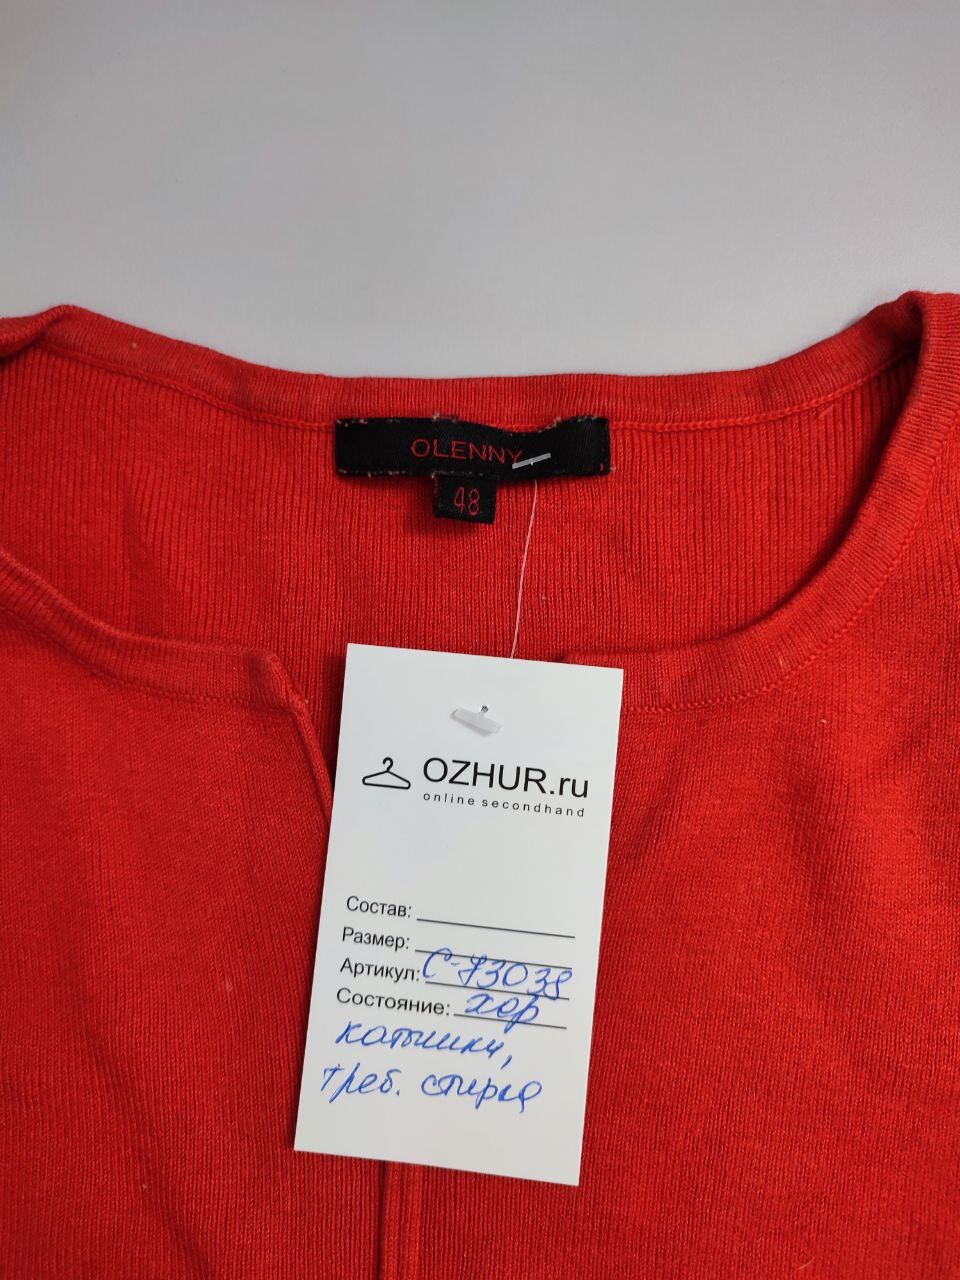 OLENNY
48
OZHUR.ru
online secondhand
Состав:
Размер:
Артикул: С-73038
Состояние: хор
катышки,
треб. стирка